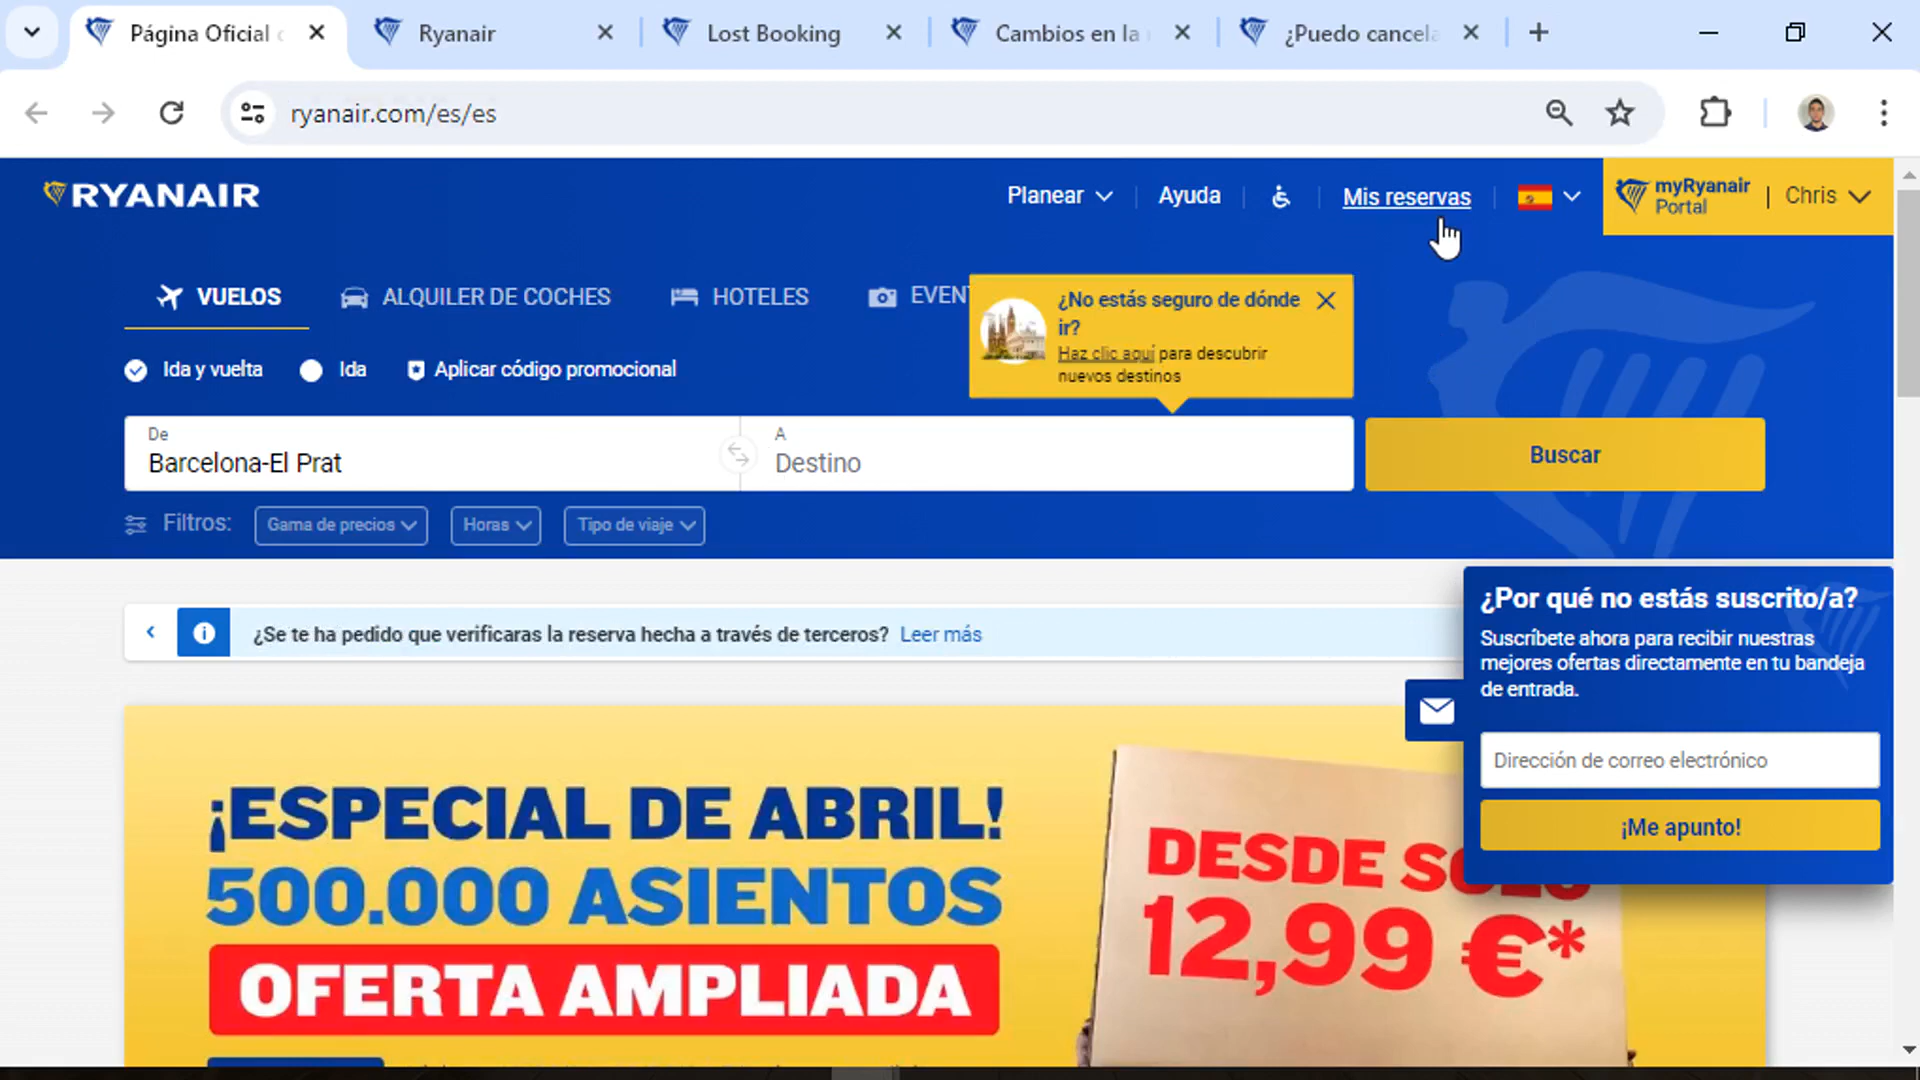 Página Oficial
Ryanair
Lost Booking
Cambios en la
¿Puedo cancela
ryanair.com/es/es
RYANAIR
Planear
Ayuda
Mis reservas
myRyanair
Portal
Chris
VUELOS
ALQUILER DE COCHES
HOTELES
EVEN
¿No estás seguro de dónde
ir?
Haz clic aquí para descubrir
nuevos destinos
Ida y vuelta
Ida
Aplicar código promocional
De
Barcelona-El Prat
A
Destino
Buscar
Filtros:
Gama de precios
Horas
Tipo de viaje
¿Se te ha pedido que verificaras la reserva hecha a través de terceros? Leer más
¿Por qué no estás suscrito/a?
Suscríbete ahora para recibir nuestras
mejores ofertas directamente en tu bandeja
de entrada.
Dirección de correo electrónico
¡Me apunto!
¡ESPECIAL DE ABRIL!
500.000 ASIENTOS
OFERTA AMPLIADA
DESDE SOLO
12,99 €*